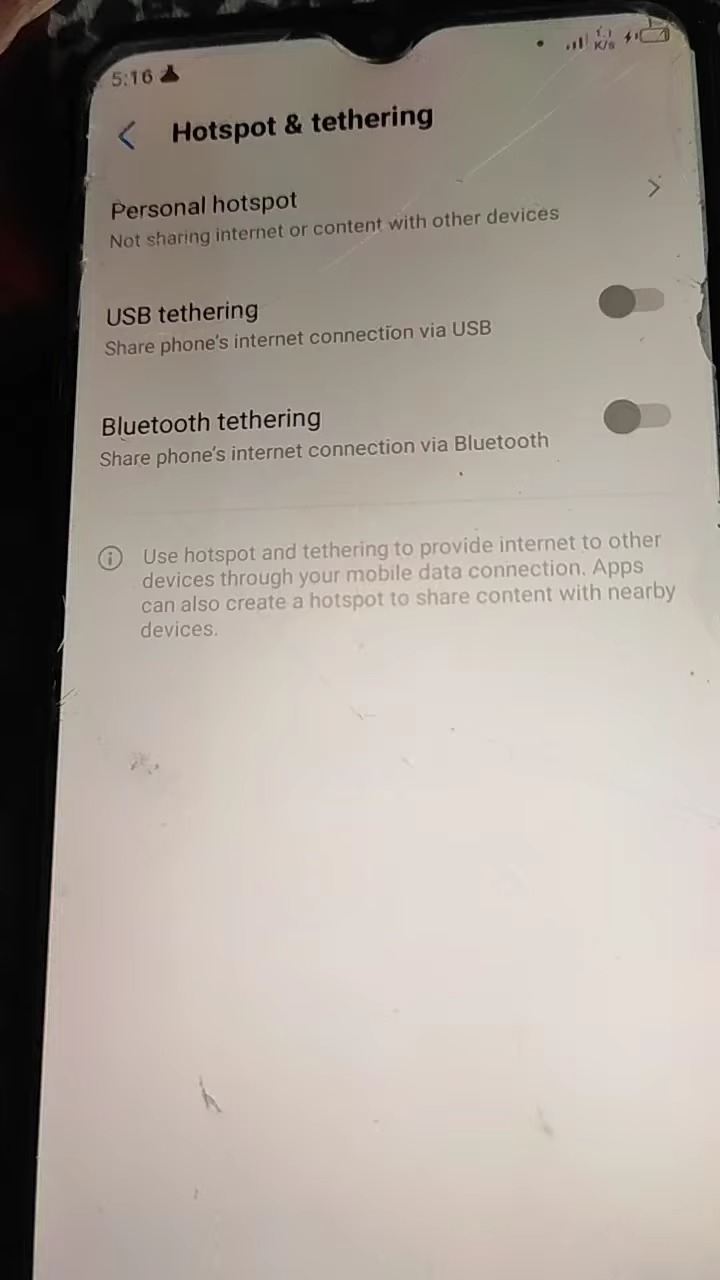 5:16
K/s
Hotspot & tethering
Personal hotspot
Not sharing internet or content with other devices
USB tethering
Share phone's internet connection via USB
Bluetooth tethering
Share phone's internet connection via Bluetooth
Use hotspot and tethering to provide internet to other
devices through your mobile data connection. Apps
can also create a hotspot to share content with nearby
devices.